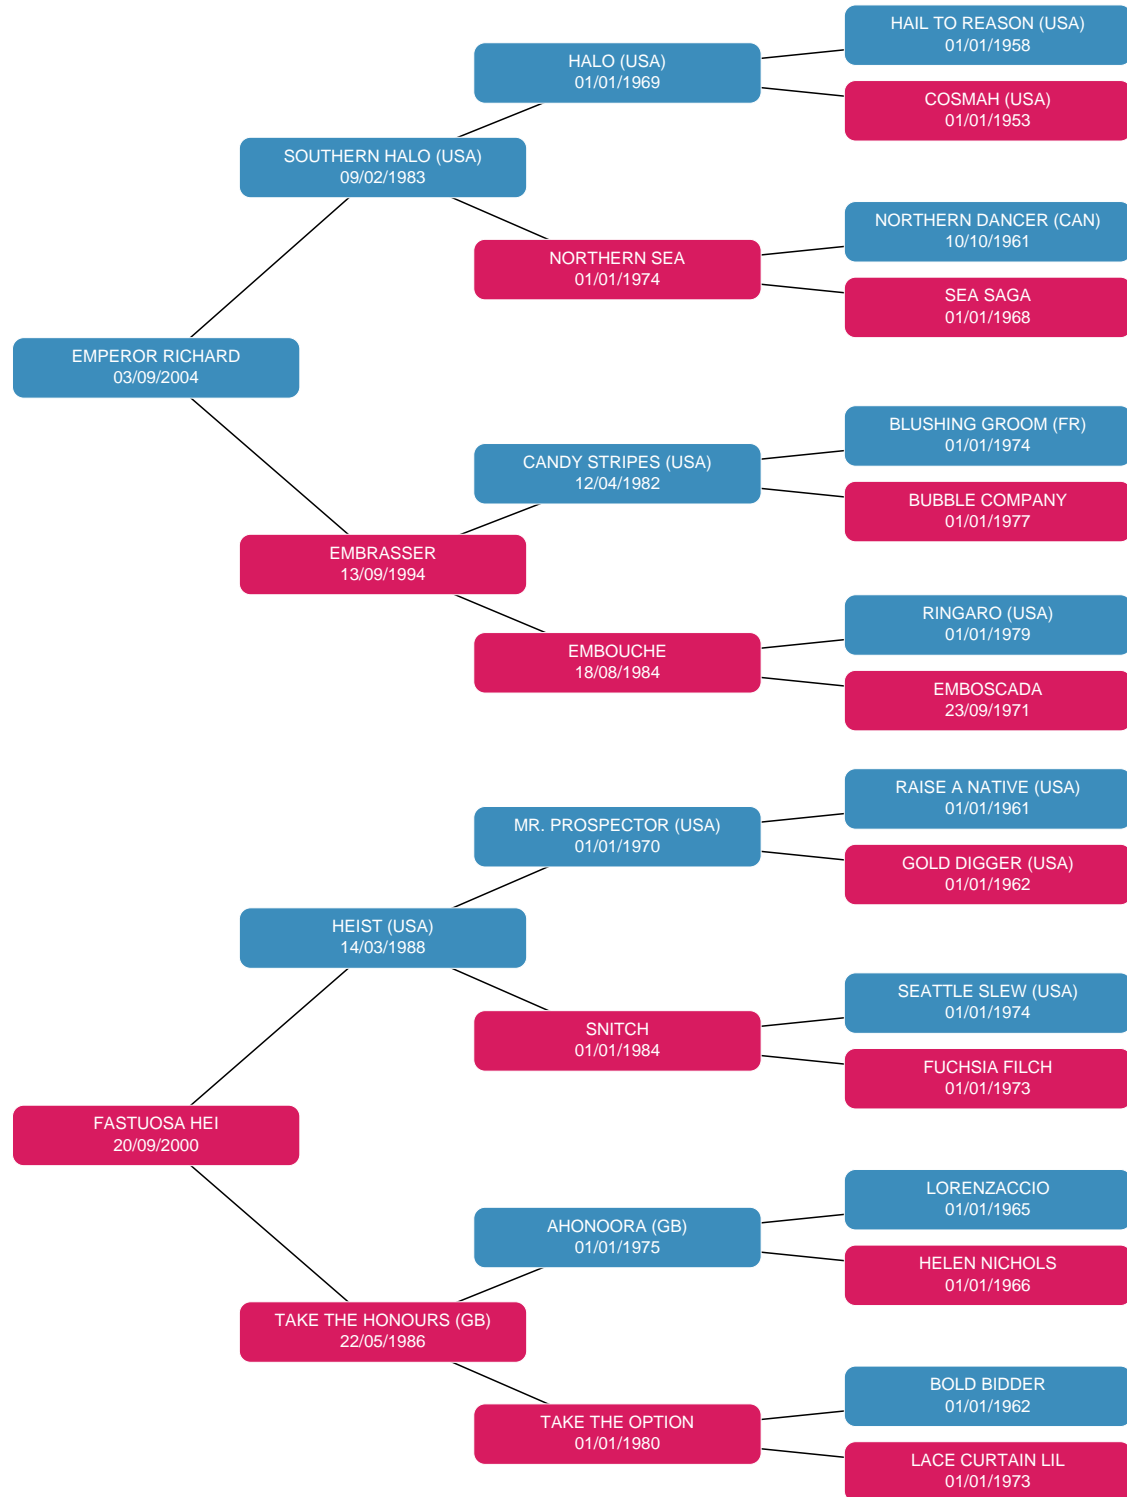 HAIL TO REASON (USA)
01/01/1958
HALO (USA)
01/01/1969
COSMAH (USA)
01/01/1953
SOUTHERN HALO (USA)
09/02/1983
NORTHERN DANCER (CAN)
10/10/1961
NORTHERN SEA
01/01/1974
SEA SAGA
01/01/1968
EMPEROR RICHARD
03/09/2004
BLUSHING GROOM (FR)
01/01/1974
CANDY STRIPES (USA)
12/04/1982
BUBBLE COMPANY
01/01/1977
EMBRASSER
13/09/1994
RINGARO (USA)
01/01/1979
EMBOUCHE
18/08/1984
EMBOSCADA
23/09/1971
RAISE A NATIVE (USA)
01/01/1961
MR. PROSPECTOR (USA)
01/01/1970
GOLD DIGGER (USA)
01/01/1962
HEIST (USA)
14/03/1988
SEATTLE SLEW (USA)
01/01/1974
SNITCH
01/01/1984
FUCHSIA FILCH
01/01/1973
FASTUOSA HEI
20/09/2000
LORENZACCIO
01/01/1965
AHONOORA (GB)
01/01/1975
HELEN NICHOLS
01/01/1966
TAKE THE HONOURS (GB)
22/05/1986
BOLD BIDDER
01/01/1962
TAKE THE OPTION
01/01/1980
LACE CURTAIN LIL
01/01/1973